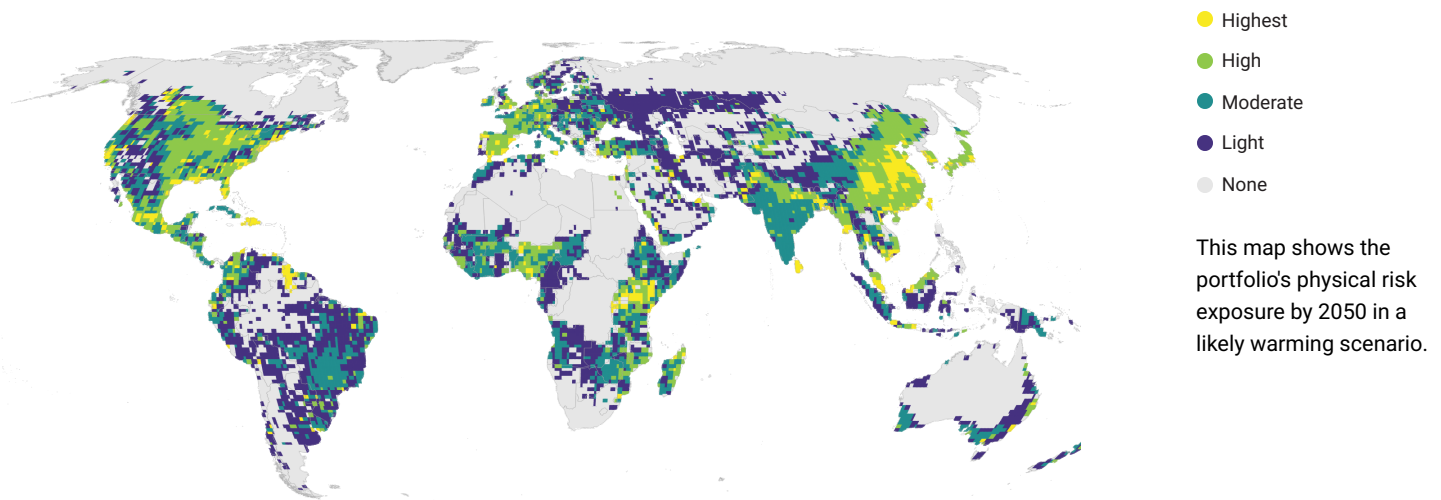 Highest
High
Moderate
Light
None
This map shows the
portfolio's physical risk
exposure by 2050 in a
likely warming scenario.